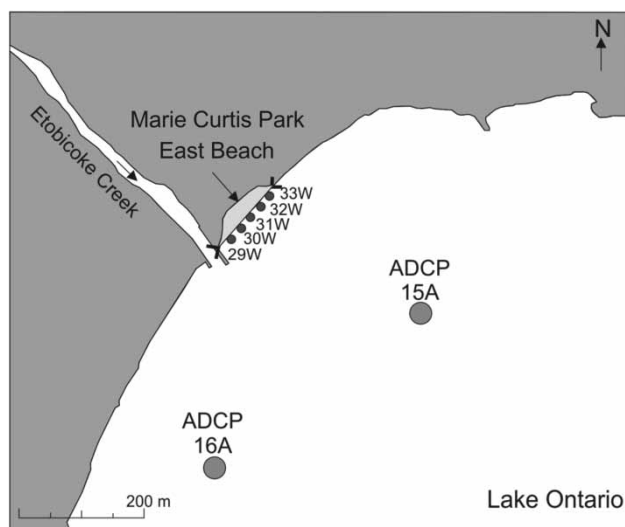 N
Marie Curtis Park
East Beach
Etobicoke Creek
33W
32W
31W
30W
29W
ADCP
15A
ADCP
16A
200 m
Lake Ontario